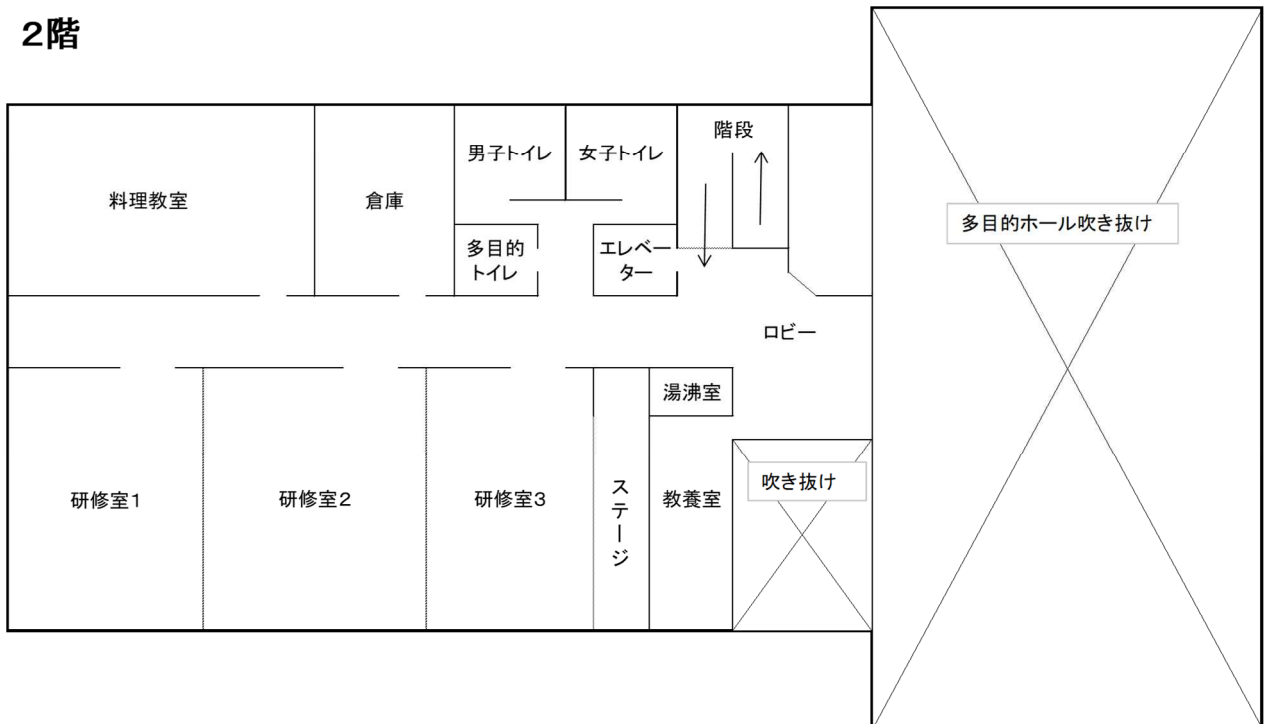 2階
男子トイレ
女子トイレ
階段
料理教室
倉庫
多目的ホール吹き抜け
多目的
トイレ
エレベー
ター
ロビー
湯沸室
吹き抜け
研修室1
研修室2
研修室3
ステージ
教養室